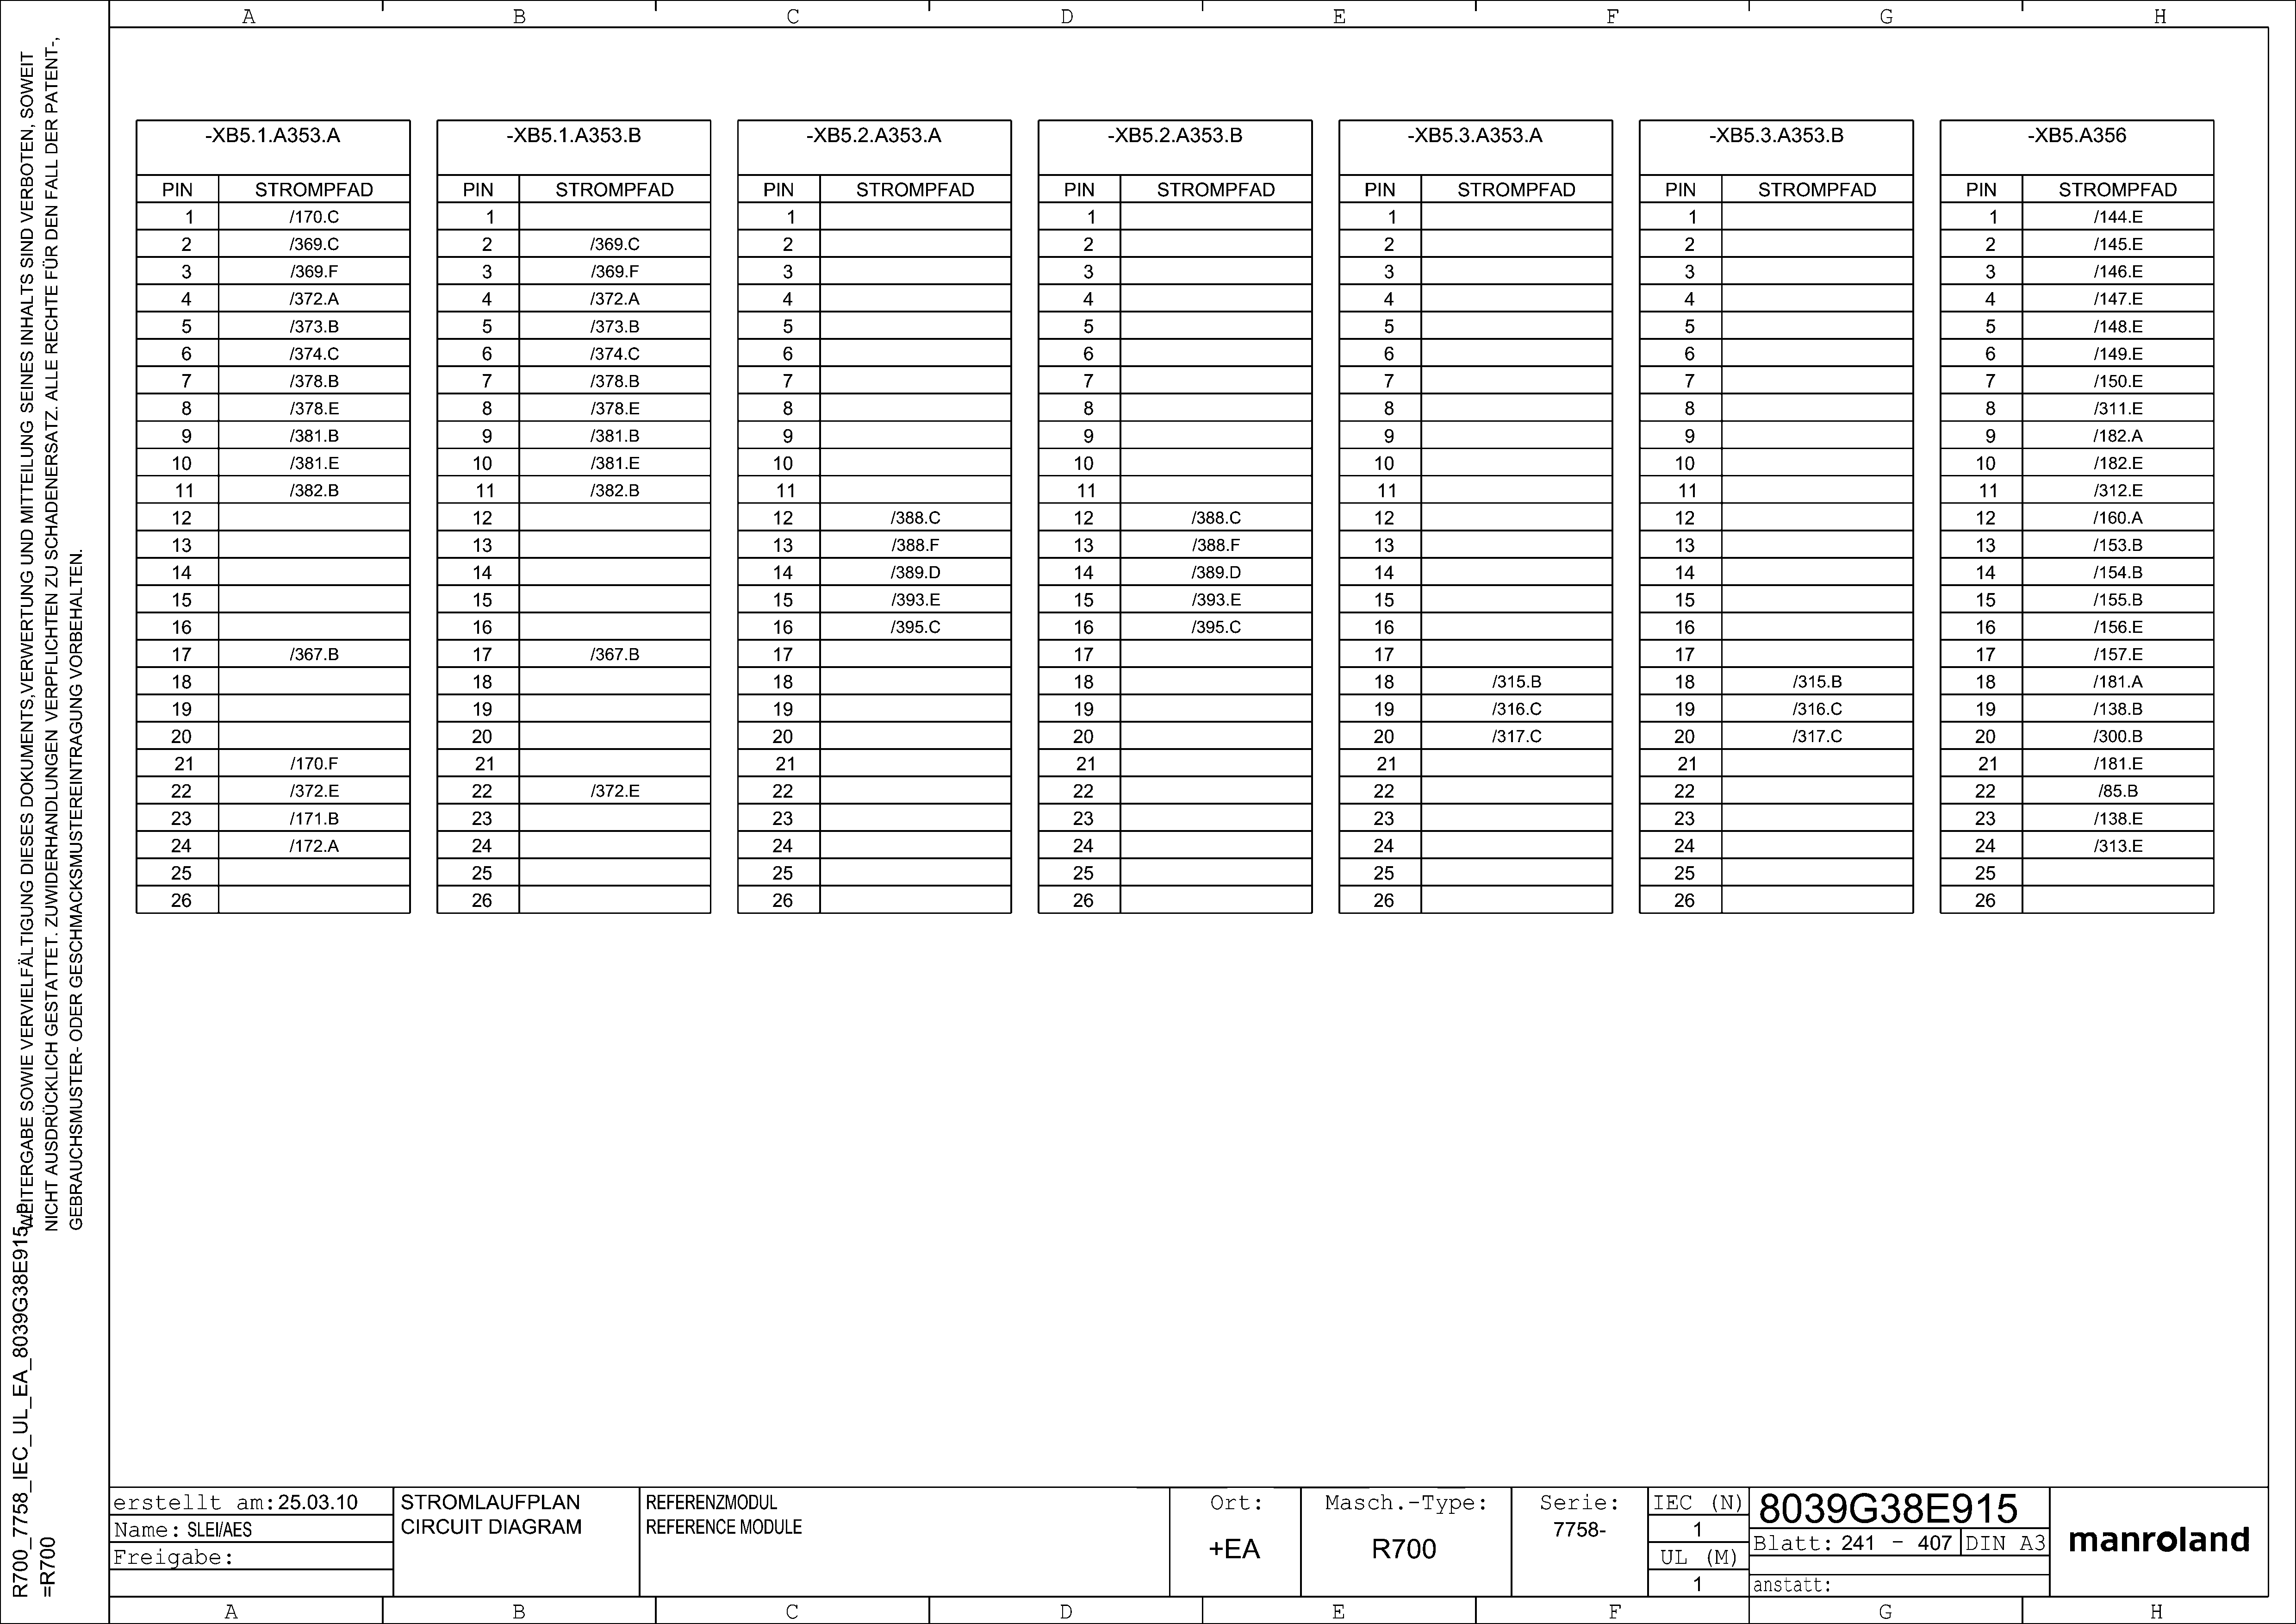 A B C D E F G H
-XB5.1.A353.A -XB5.1.A353.B -XB5.2.A353.A -XB5.2.A353.B -XB5.3.A353.A -XB5.3.A353.B -XB5.A356
PIN STROMPFAD PIN STROMPFAD PIN STROMPFAD PIN STROMPFAD PIN STROMPFAD PIN STROMPFAD PIN STROMPFAD
1 /170.C 1 1 1 1 1 1 /144.E
2 /369.C 2 /369.C 2 2 2 2 2 /145.E
3 /369.F 3 /369.F 3 3 3 3 3 /146.E
4 /372.A 4 /372.A 4 4 4 4 4 /147.E
5 /373.B 5 /373.B 5 5 5 5 5 /148.E
6 /374.C 6 /374.C 6 6 6 6 6 /149.E
7 /378.B 7 /378.B 7 7 7 7 7 /150.E
8 /378.E 8 /378.E 8 8 8 8 8 /311.E
9 /381.B 9 /381.B 9 9 9 9 9 /182.A
10 /381.E 10 /381.E 10 10 10 10 10 /182.E
11 /382.B 11 /382.B 11 11 11 11 11 /312.E
12 12 12 /388.C 12 /388.C 12 12 12 /160.A
13 13 13 /388.F 13 /388.F 13 13 13 /153.B
14 14 14 /389.D 14 /389.D 14 14 14 /154.B
15 15 15 /393.E 15 /393.E 15 15 15 /155.B
16 16 16 /395.C 16 /395.C 16 16 16 /156.E
17 /367.B 17 /367.B 17 17 17 17 17 /157.E
18 18 18 18 18 /315.B 18 /315.B 18 /181.A
19 19 19 19 19 /316.C 19 /316.C 19 /138.B
20 20 20 20 20 /317.C 20 /317.C 20 /300.B
21 /170.F 21 21 21 21 21 21 /181.E
22 /372.E 22 /372.E 22 22 22 22 22 /85.B
23 /171.B 23 23 23 23 23 23 /138.E
24 /172.A 24 24 24 24 24 24 /313.E
25 25 25 25 25 25 25
26 26 26 26 26 26 26
WEITERGABE SOWIE VERVIELFÄLTIGUNG DIESES DOKUMENTS,VERWERTUNG UND MITTEILUNG SEINES INHALTS SIND VERBOTEN, SOWEIT
NICHT AUSDRÜCKLICH GESTATTET. ZUWIDERHANDLUNGEN VERPFLICHTEN ZU SCHADENERSATZ. ALLE RECHTE FÜR DEN FALL DER PATENT-,
GEBRAUCHSMUSTER- ODER GESCHMACKSMUSTEREINTRAGUNG VORBEHALTEN.
R700_7758_IEC_UL_EA_8039G38E915
=R700
erstellt am: 25.03.10
Name: SLEI/AES
Freigabe:
STROMLAUFPLAN
CIRCUIT DIAGRAM
REFERENZMODUL
REFERENCE MODULE
Ort:
+EA
Masch.-Type:
R700
Serie:
7758-
IEC (N)
1
UL (M)
1
8039G38E915
Blatt: 241 - 407 DIN A3
anstatt:
manroland
A B C D E F G H